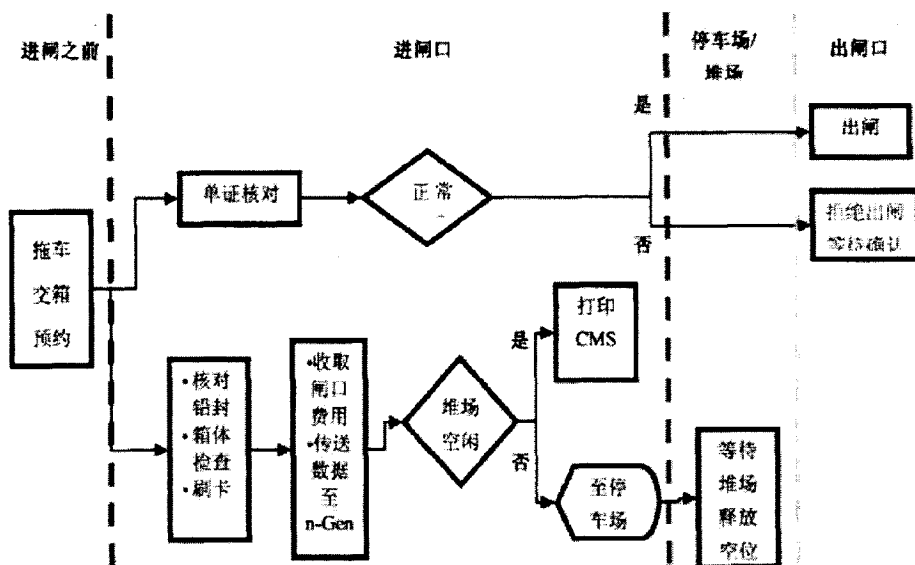 进闸之前
进闸口
停车场/
堆场
出闸口
是
出闸
单证核对
正常
否
拒绝出闸
等待确认
拖车
交箱
预约
打印
CMS
是
•核对
铅封
•箱体
检查
•刷卡
•收取
闸口
费用
•传送
数据
至
n-Gen
堆场
空闲
否
至停
车场
等待
堆场
释放
空位